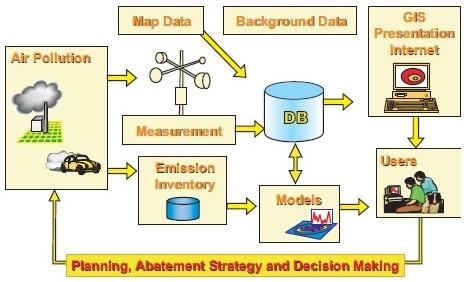 Map Data
Background Data
GIS
Presentation
Internet
Air Pollution
DB
Measurement
Users
Emission
Inventory
Models
Planning, Abatement Strategy and Decision Making